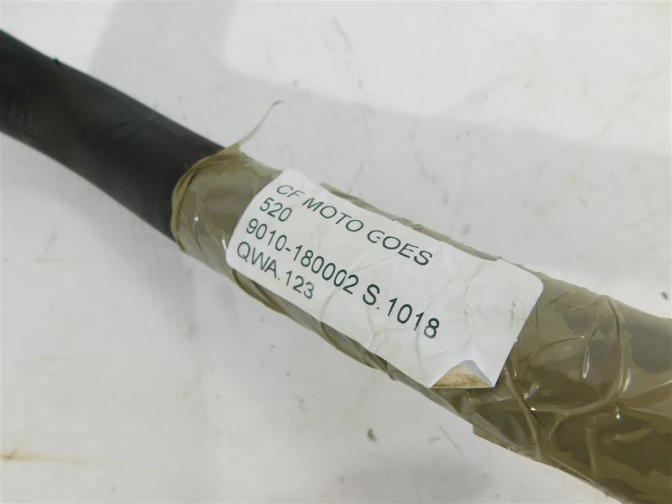 CF MOTO GOES
520
9010-180002 S.1018
QWA.123